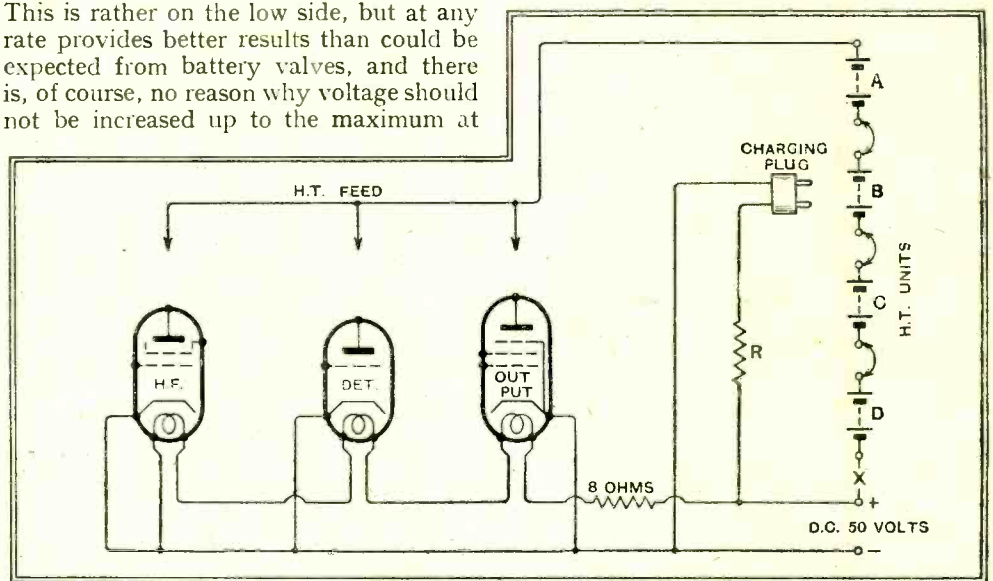 This is rather on the low side, but at any
rate provides better results than could be
expected from battery valves, and there
is, of course, no reason why voltage should
not be increased up to the maximum at
A
CHARGING
PLUG
H.T. FEED
B
H.T. UNITS
C
R
H.F.
DET.
OUT
PUT
D
X
8 OHMS
+
D.C. 50 VOLTS
-